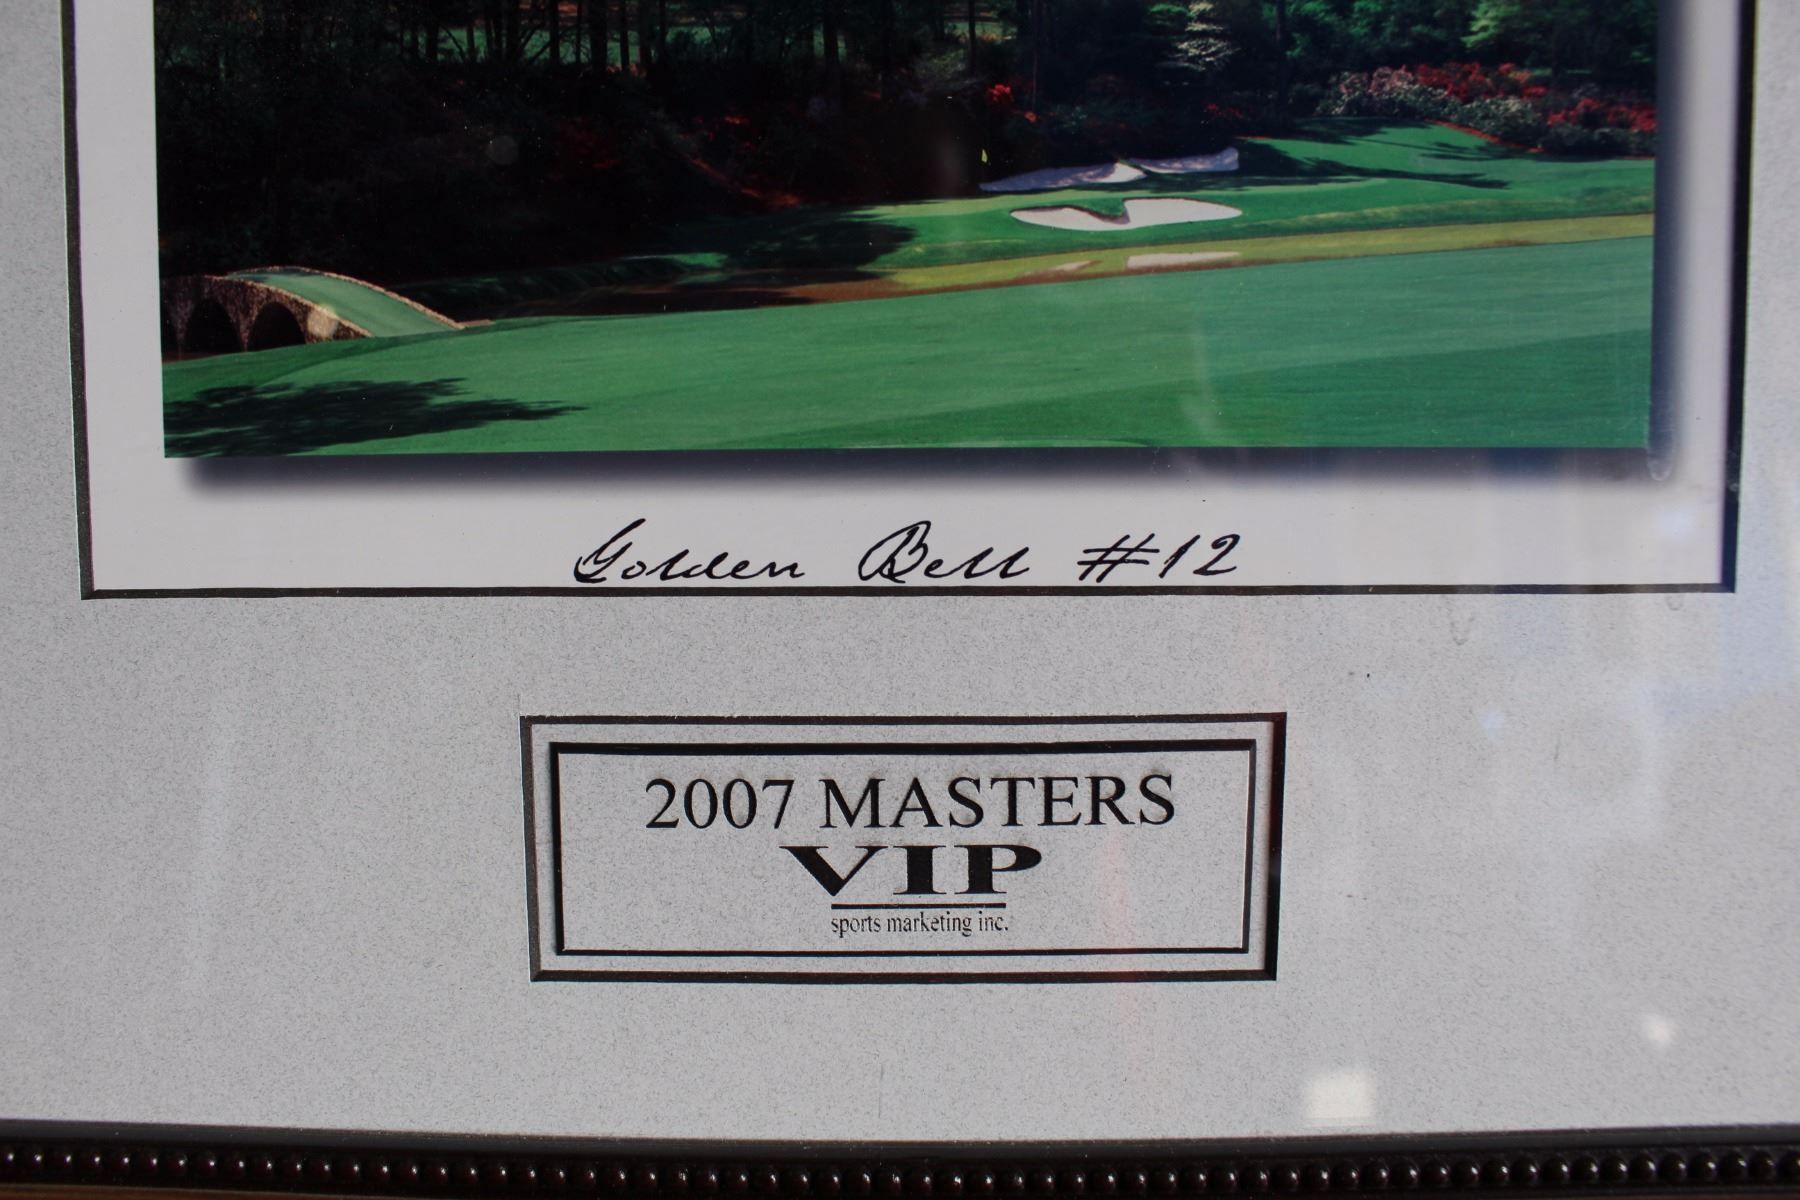 Golden Bell #12
2007 MASTERS
VIP
sports marketing inc.